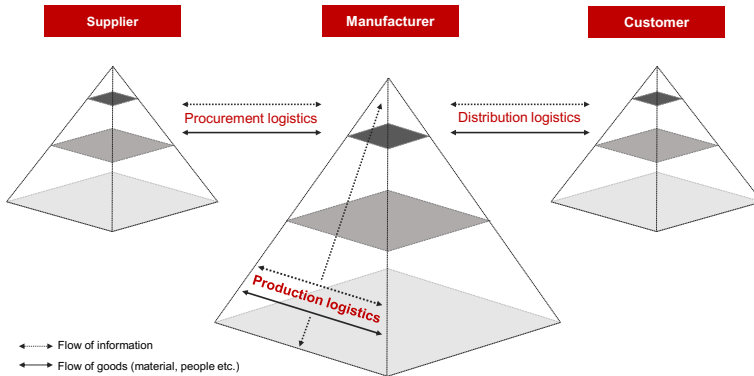 Supplier
Manufacturer
Customer
Procurement logistics
Distribution logistics
Production logistics
Flow of information
Flow of goods (material, people etc.)